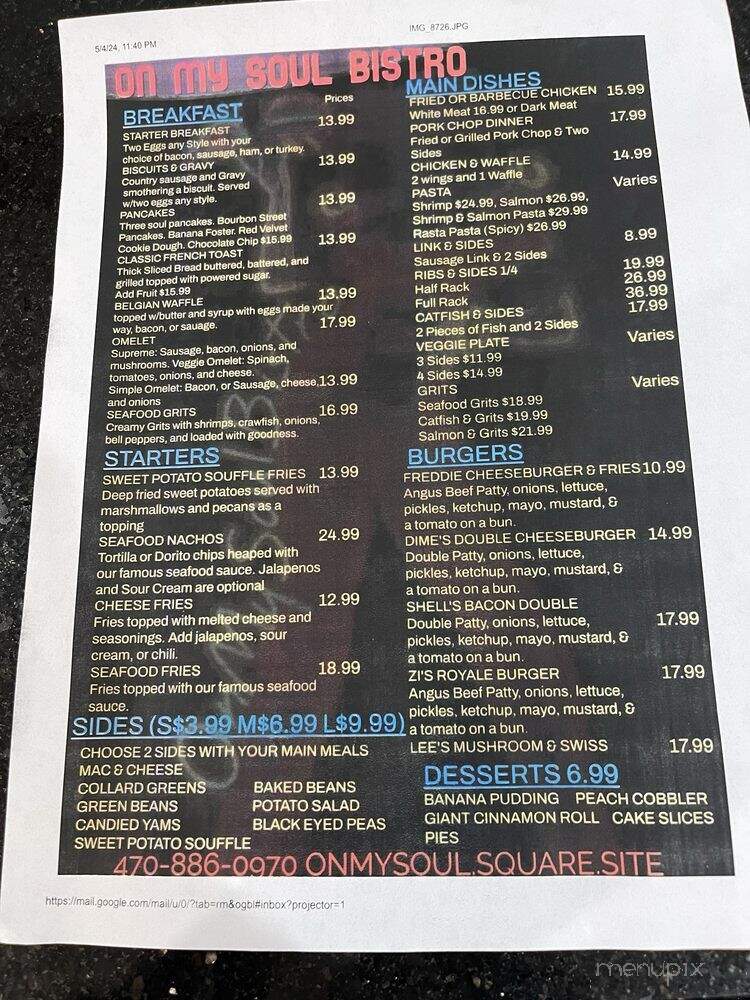 5/4/24, 11:40 PM
IMG_8726.JPG
ON MY SOUL BISTRO
Prices
BREAKFAST
STARTER BREAKFAST 13.99
Two Eggs any Style with your
choice of bacon, sausage, ham, or turkey.
BISCUITS & GRAVY 13.99
Country sausage and Gravy
smothering a biscuit. Served
w/two eggs any style.
PANCAKES 13.99
Three soul pancakes. Bourbon Street
Pancakes. Banana Foster. Red Velvet
Cookie Dough. Chocolate Chip $15.99
CLASSIC FRENCH TOAST 13.99
Thick Sliced Bread buttered, battered, and
grilled topped with powered sugar.
Add Fruit $15.99
BELGIAN WAFFLE 13.99
topped w/butter and syrup with eggs made your
way, bacon, or sauage.
OMELET 17.99
Supreme: Sausage, bacon, onions, and
mushrooms. Veggie Omelet: Spinach,
tomatoes, onions, and cheese.
Simple Omelet: Bacon, or Sausage, cheese, 13.99
and onions
SEAFOOD GRITS 16.99
Creamy Grits with shrimps, crawfish, onions,
bell peppers, and loaded with goodness.
STARTERS
SWEET POTATO SOUFFLE FRIES 13.99
Deep fried sweet potatoes served with
marshmallows and pecans as a
topping
SEAFOOD NACHOS 24.99
Tortilla or Dorito chips heaped with
our famous seafood sauce. Jalapenos
and Sour Cream are optional
CHEESE FRIES 12.99
Fries topped with melted cheese and
seasonings. Add jalapenos, sour
cream, or chili.
SEAFOOD FRIES 18.99
Fries topped with our famous seafood
sauce.
SIDES (S$3.99 M$6.99 L$9.99)
CHOOSE 2 SIDES WITH YOUR MAIN MEALS
MAC & CHEESE
COLLARD GREENS BAKED BEANS
GREEN BEANS POTATO SALAD
CANDIED YAMS BLACK EYED PEAS
SWEET POTATO SOUFFLE
MAIN DISHES
FRIED OR BARBECUE CHICKEN 15.99
White Meat 16.99 or Dark Meat
PORK CHOP DINNER 17.99
Fried or Grilled Pork Chop & Two
Sides
CHICKEN & WAFFLE 14.99
2 wings and 1 Waffle
PASTA Varies
Shrimp $24.99, Salmon $26.99,
Shrimp & Salmon Pasta $29.99
Rasta Pasta (Spicy) $26.99
LINK & SIDES 8.99
Sausage Link & 2 Sides
RIBS & SIDES 1/4 19.99
Half Rack 26.99
Full Rack 36.99
CATFISH & SIDES 17.99
2 Pieces of Fish and 2 Sides
VEGGIE PLATE Varies
3 Sides $11.99
4 Sides $14.99
GRITS Varies
Seafood Grits $18.99
Catfish & Grits $19.99
Salmon & Grits $21.99
BURGERS
FREDDIE CHEESEBURGER & FRIES 10.99
Angus Beef Patty, onions, lettuce,
pickles, ketchup, mayo, mustard, &
a tomato on a bun.
DIME'S DOUBLE CHEESEBURGER 14.99
Double Patty, onions, lettuce,
pickles, ketchup, mayo, mustard, &
a tomato on a bun.
SHELL'S BACON DOUBLE
Double Patty, onions, lettuce, 17.99
pickles, ketchup, mayo, mustard, &
a tomato on a bun.
ZI'S ROYALE BURGER 17.99
Angus Beef Patty, onions, lettuce,
pickles, ketchup, mayo, mustard, &
a tomato on a bun.
LEE'S MUSHROOM & SWISS 17.99
DESSERTS 6.99
BANANA PUDDING PEACH COBBLER
GIANT CINNAMON ROLL CAKE SLICES
PIES
470-886-0970 ONMYSOUL.SQUARE.SITE
https://mail.google.com/mail/u/0/?tab=rm&ogbl#inbox?projector=1
menupix